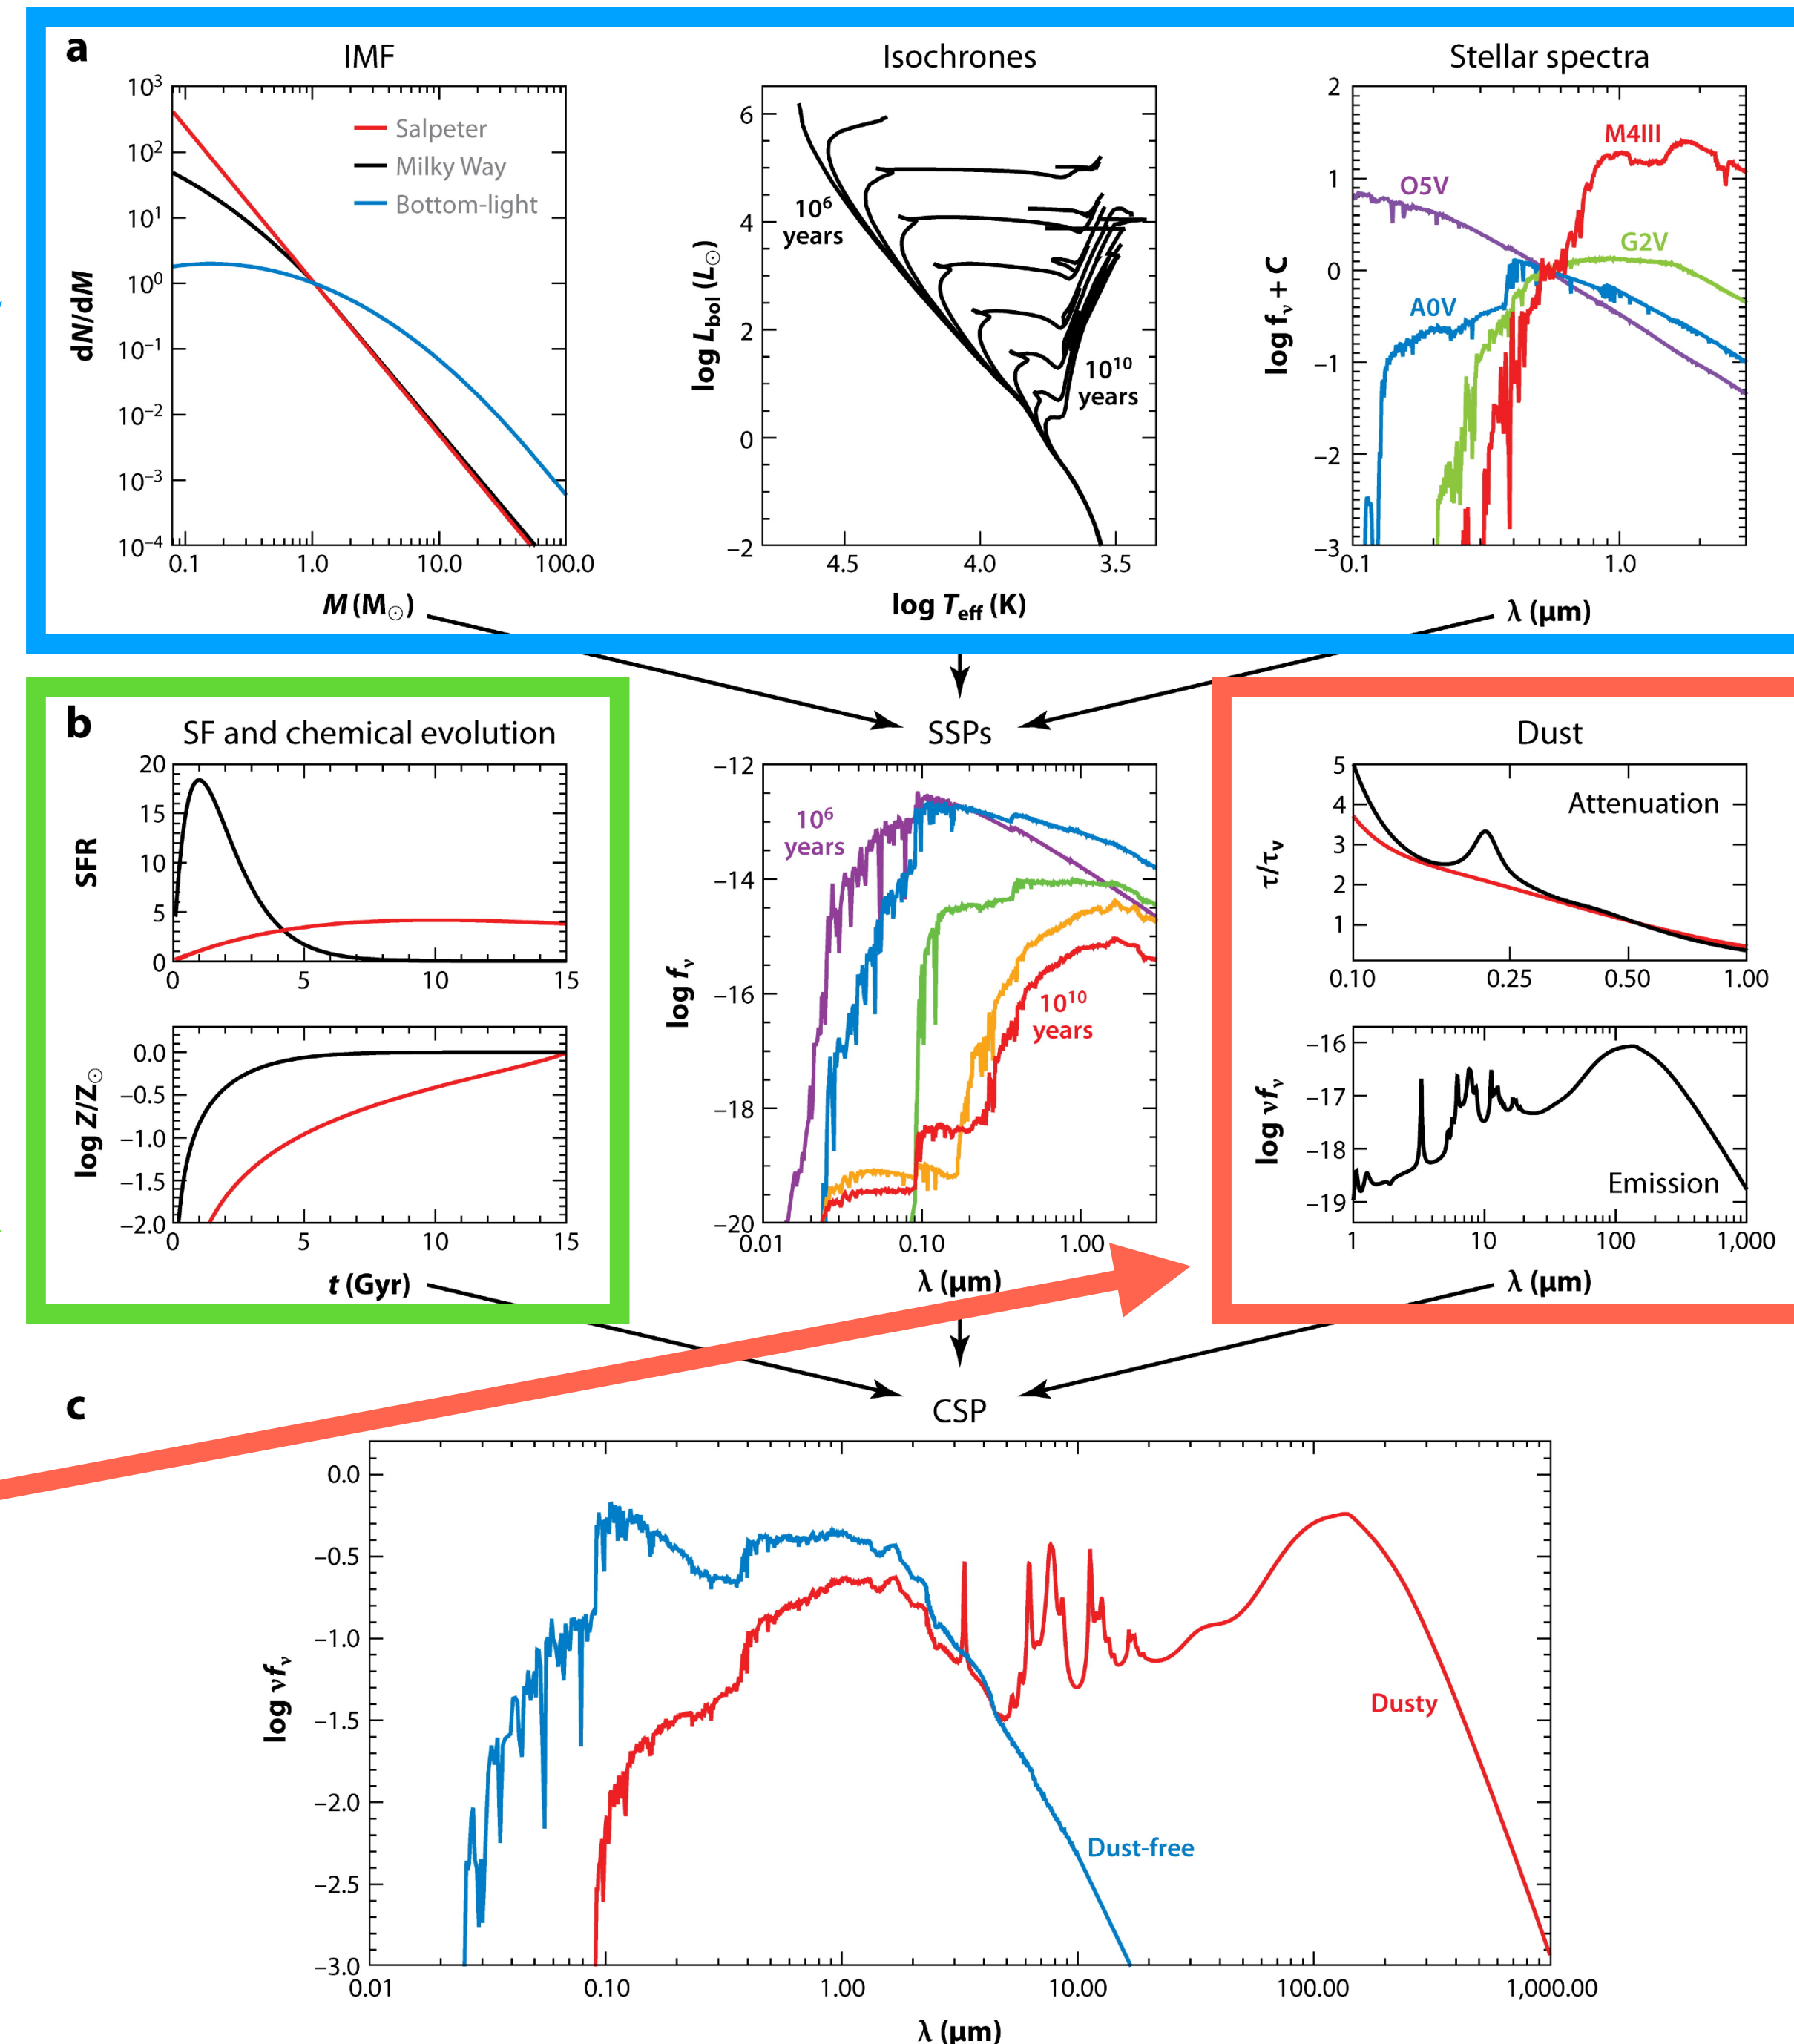 a
IMF
Isochrones
Stellar spectra
10³
10²
10¹
10⁰
10⁻¹
10⁻²
10⁻³
10⁻⁴
dN/dM
Salpeter
Milky Way
Bottom-light
0.1
1.0
10.0
100.0
M (M☉)
6
4
2
0
−2
log Lbol (L☉)
10⁶
years
10¹⁰
years
4.5
4.0
3.5
log Teff (K)
2
1
0
−1
−2
−3
log fν + C
M4III
O5V
G2V
A0V
0.1
1.0
λ (μm)
b
SF and chemical evolution
20
15
10
5
0
SFR
0
5
10
15
0.0
−0.5
−1.0
−1.5
−2.0
log Z/Z☉
0
5
10
15
t (Gyr)
SSPs
−12
−14
−16
−18
−20
log fν
10⁶
years
10¹⁰
years
0.01
0.10
1.00
λ (μm)
Dust
5
4
3
2
1
τ/τv
Attenuation
0.10
0.25
0.50
1.00
−16
−17
−18
−19
log νfν
Emission
1
10
100
1,000
λ (μm)
c
CSP
0.0
−0.5
−1.0
−1.5
−2.0
−2.5
−3.0
log νfν
Dusty
Dust-free
0.01
0.10
1.00
10.00
100.00
1,000.00
λ (μm)